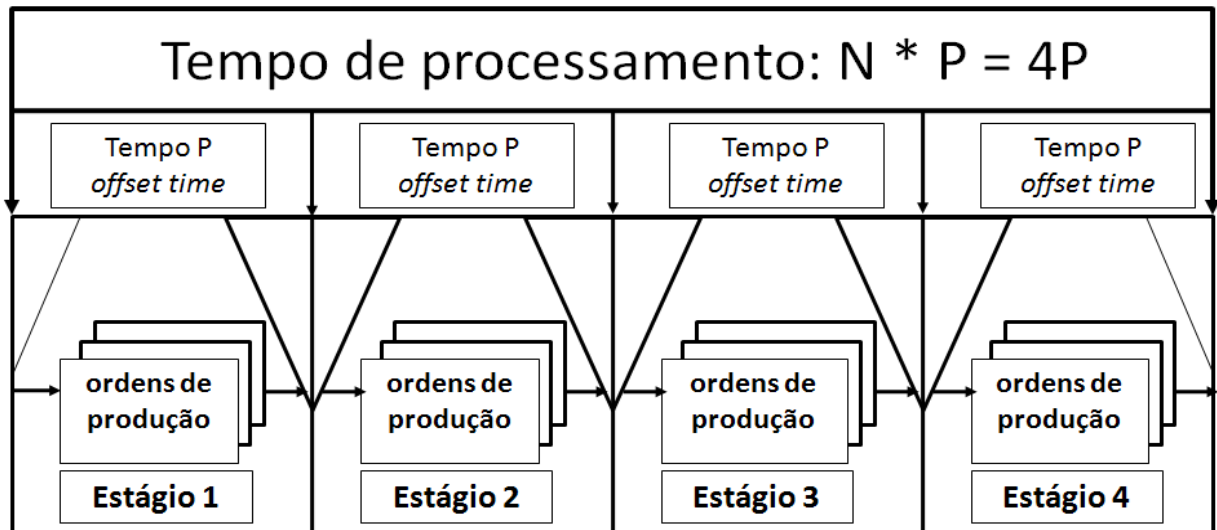 Tempo de processamento: N * P = 4P
Tempo P
offset time
Tempo P
offset time
Tempo P
offset time
Tempo P
offset time
ordens de
produção
ordens de
produção
ordens de
produção
ordens de
produção
Estágio 1
Estágio 2
Estágio 3
Estágio 4